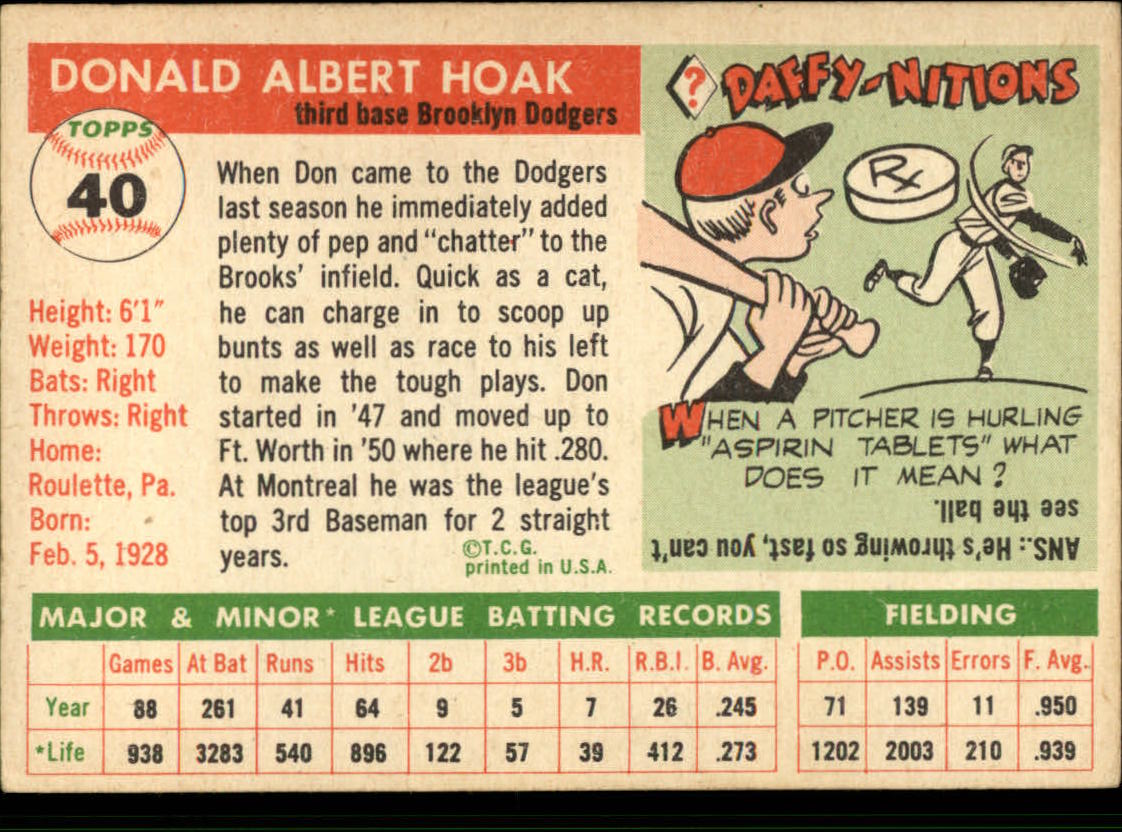 DONALD ALBERT HOAK
third base Brooklyn Dodgers
TOPPS
40
Height: 6'1"
Weight: 170
Bats: Right
Throws: Right
Home:
Roulette, Pa.
Born:
Feb. 5, 1928
When Don came to the Dodgers
last season he immediately added
plenty of pep and "chatter" to the
Brooks' infield. Quick as a cat,
he can charge in to scoop up
bunts as well as race to his left
to make the tough plays. Don
started in '47 and moved up to
Ft. Worth in '50 where he hit .280.
At Montreal he was the league's
top 3rd Baseman for 2 straight
years.
©T.C.G.
printed in U.S.A.
? DAFFY-NITIONS
Rx
WHEN A PITCHER IS HURLING
"ASPIRIN TABLETS" WHAT
DOES IT MEAN?
ANS.: He's throwing so fast, you can't
see the ball.
MAJOR & MINOR* LEAGUE BATTING RECORDS
Games At Bat Runs Hits 2b 3b H.R. R.B.I. B. Avg.
Year 88 261 41 64 9 5 7 26 .245
*Life 938 3283 540 896 122 57 39 412 .273
FIELDING
P.O. Assists Errors F. Avg.
71 139 11 .950
1202 2003 210 .939